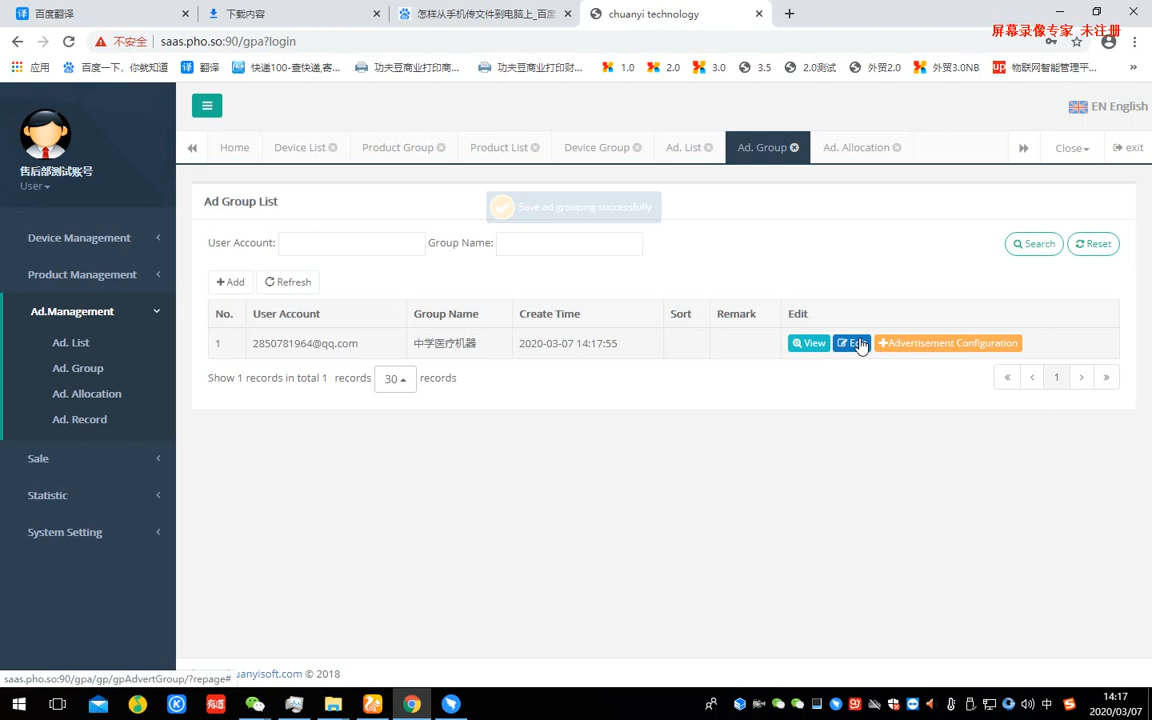 百度翻译
下载内容
怎样从手机传文件到电脑上_百度
chuanyi technology
屏幕录像专家 未注册
不安全
saas.pho.so:90/gpa?login
应用
百度一下，你就知道
翻译
快递100-查快递,寄...
功夫豆商业打印商...
功夫豆商业打印财...
1.0
2.0
3.0
3.5
2.0测试
外贸2.0
外贸3.0NB
up
物联网智能管理平...
EN English
Home
Device List
Product Group
Product List
Device Group
Ad. List
Ad. Group
Ad. Allocation
Close
exit
售后部测试账号
User
Device Management
Product Management
Ad.Management
Ad. List
Ad. Group
Ad. Allocation
Ad. Record
Sale
Statistic
System Setting
Ad Group List
Save ad grouping successfully
User Account:
Group Name:
Search
Reset
Add
Refresh
No. User Account Group Name Create Time Sort Remark Edit
1 2850781964@qq.com 中学医疗机器 2020-03-07 14:17:55 View Edit Advertisement Configuration
Show 1 records in total 1 records 30 records
« ‹ 1 › »
uanyisoft.com © 2018
saas.pho.so:90/gpa/gp/gpAdvertGroup/?repage#
中
14:17
2020/03/07